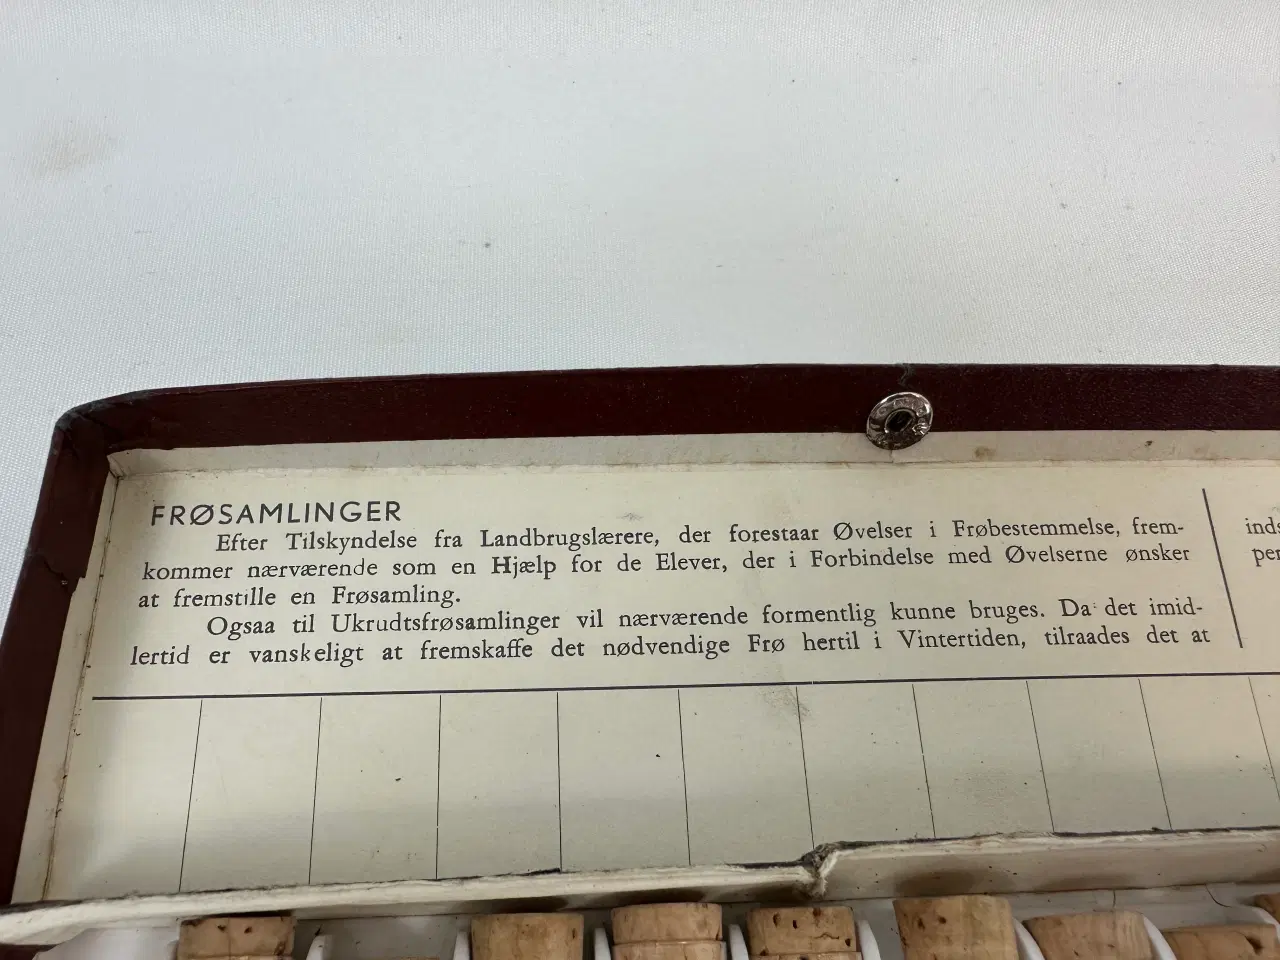 FRØSAMLINGER
Efter Tilskyndelse fra Landbrugslærere, der forestaar Øvelser i Frøbestemmelse, frem-
kommer nærværende som en Hjælp for de Elever, der i Forbindelse med Øvelserne ønsker
at fremstille en Frøsamling.
Ogsaa til Ukrudtsfrøsamlinger vil nærværende formentlig kunne bruges. Da det imid-
lertid er vanskeligt at fremskaffe det nødvendige Frø hertil i Vintertiden, tilraades det at